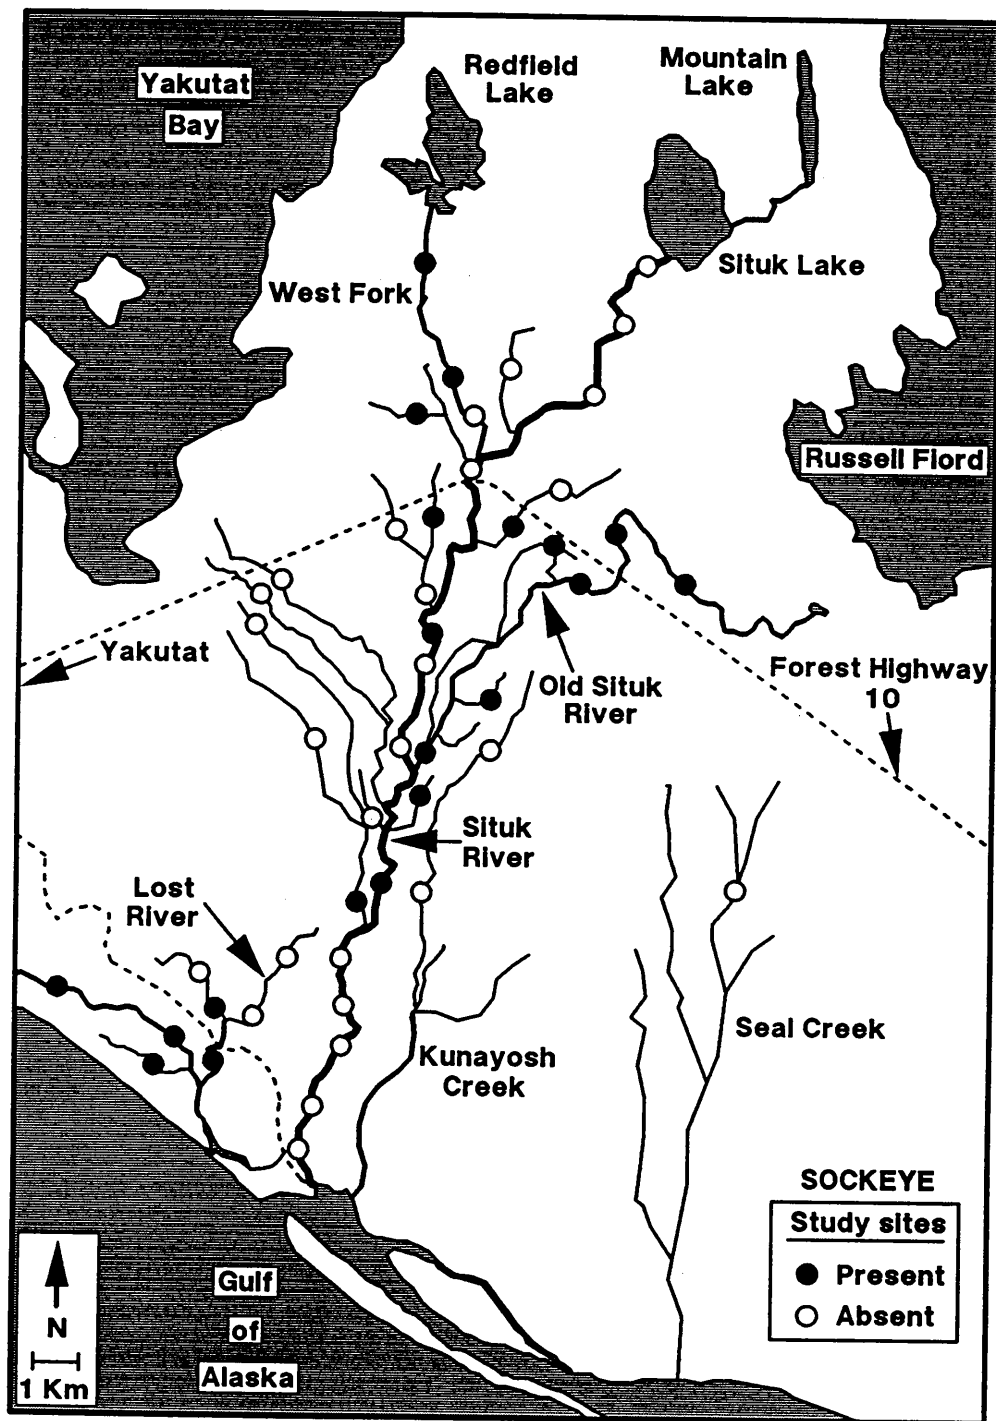 Yakutat
Bay
Redfield
Lake
Mountain
Lake
West Fork
Situk Lake
Russell Fiord
Yakutat
Old Situk
River
Forest Highway
10
Situk
River
Lost
River
Kunayosh
Creek
Seal Creek
SOCKEYE
Study sites
Present
Absent
N
1 Km
Gulf
of
Alaska